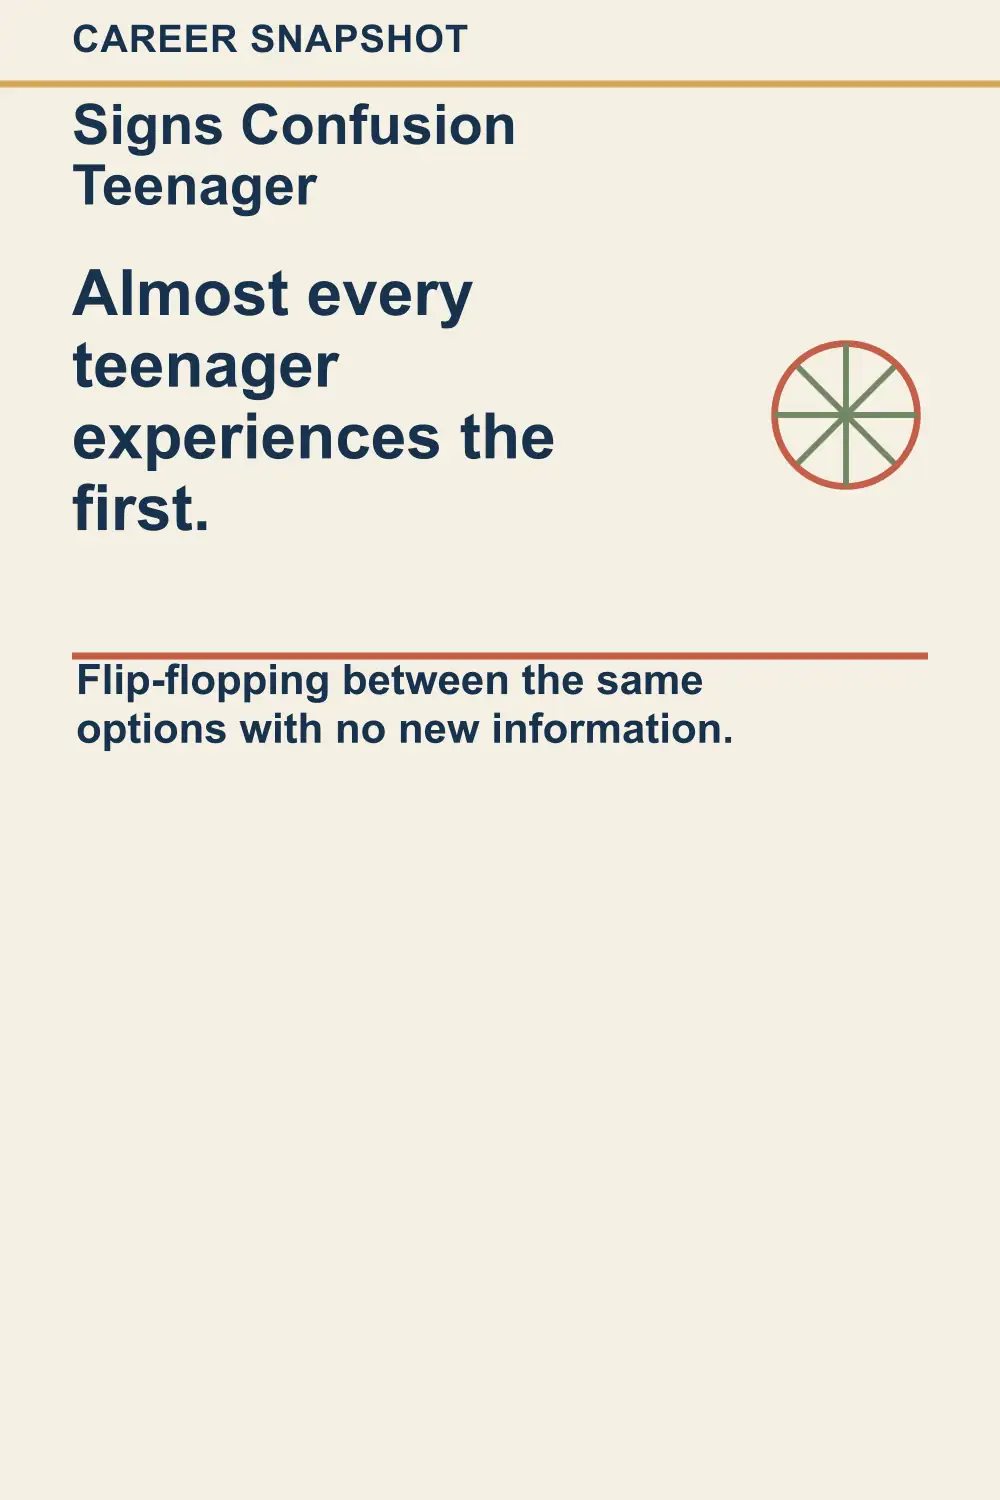 CAREER SNAPSHOT
Signs Confusion
Teenager
Almost every
teenager
experiences the
first.
Flip-flopping between the same
options with no new information.